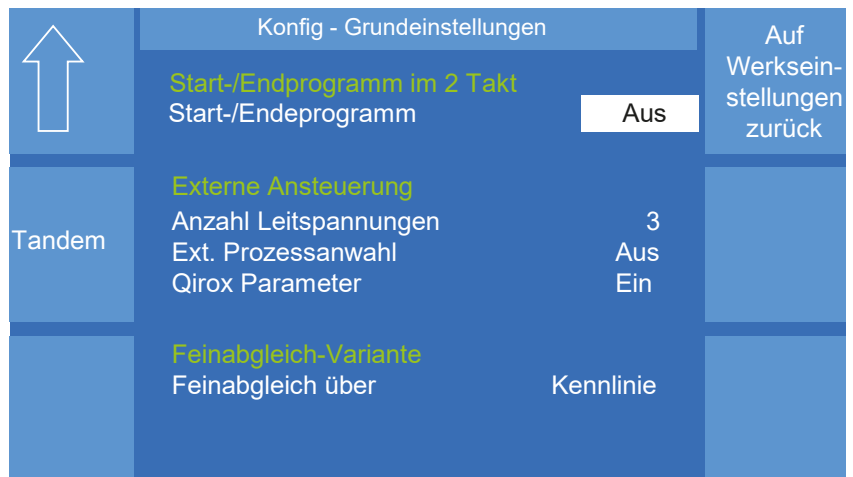 Konfig - Grundeinstellungen
Auf
Werksein-
stellungen
zurück
Start-/Endprogramm im 2 Takt
Start-/Endeprogramm Aus
Tandem
Externe Ansteuerung
Anzahl Leitspannungen 3
Ext. Prozessanwahl Aus
Qirox Parameter Ein
Feinabgleich-Variante
Feinabgleich über Kennlinie